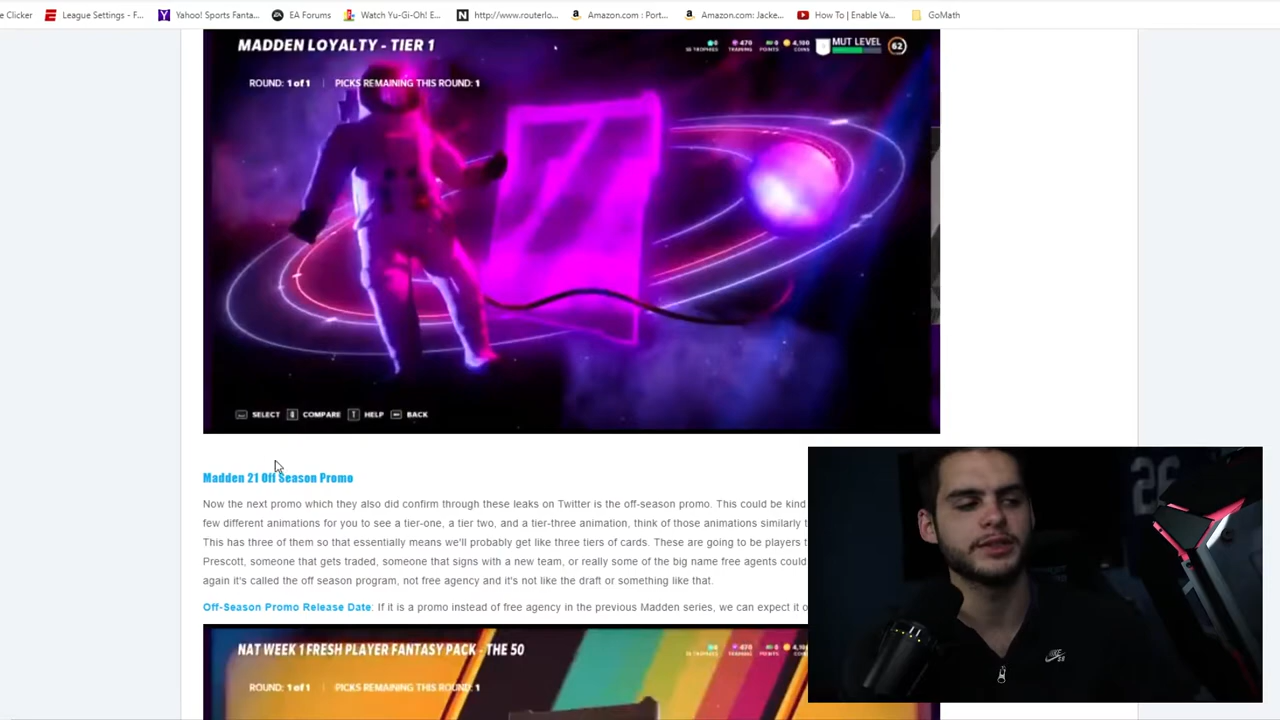 e Clicker League Settings - F... Yahoo! Sports Fanta... EA Forums Watch Yu-Gi-Oh! E... http://www.routerlo... Amazon.com : Port... Amazon.com: Jacke... How To | Enable Va... GoMath
MADDEN LOYALTY - TIER 1
TROPHIES 470 TRAINING POINTS 4,100 COINS MUT LEVEL 62
ROUND: 1 of 1 PICKS REMAINING THIS ROUND: 1
SELECT COMPARE HELP BACK
Madden 21 Off Season Promo
Now the next promo which they also did confirm through these leaks on Twitter is the off-season promo. This could be kind
few different animations for you to see a tier-one, a tier two, and a tier-three animation, think of those animations similarly t
This has three of them so that essentially means we'll probably get like three tiers of cards. These are going to be players t
Prescott, someone that gets traded, someone that signs with a new team, or really some of the big name free agents could
again it's called the off season program, not free agency and it's not like the draft or something like that.
Off-Season Promo Release Date: If it is a promo instead of free agency in the previous Madden series, we can expect it o
NAT WEEK 1 FRESH PLAYER FANTASY PACK - THE 50
ROUND: 1 of 1 PICKS REMAINING THIS ROUND: 1
26